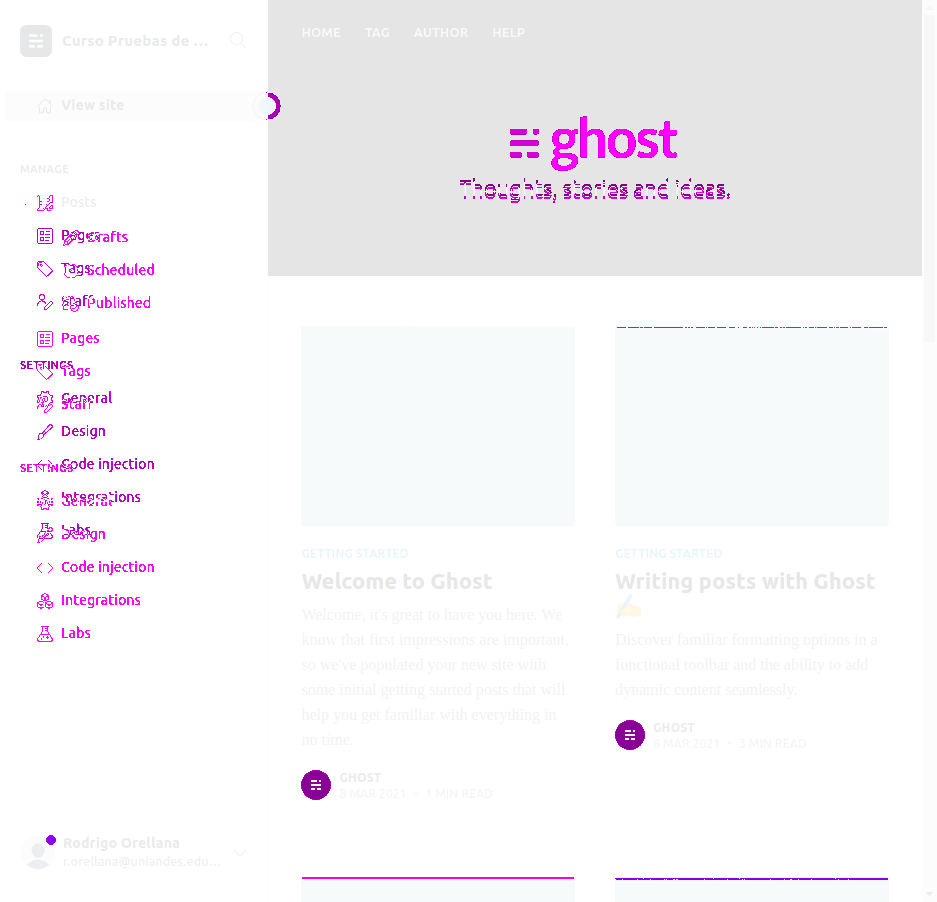 Curso Pruebas de ...
View site
MANAGE
Posts
Pages
Drafts
Tags
Scheduled
Staff
Published
Pages
SETTINGS
Tags
General
Staff
Design
Code injection
SETTINGS
Integrations
General
Labs
Design
Code injection
Integrations
Labs
Rodrigo Orellana
r.orellana@uniandes.edu...
HOME TAG AUTHOR HELP
ghost
Thoughts, stories and ideas.
GETTING STARTED
Welcome to Ghost
Welcome, it's great to have you here. We
know that first impressions are important,
so we've populated your new site with
some initial getting started posts that will
help you get familiar with everything in
no time.
GHOST
8 MAR 2021 • 1 MIN READ
GETTING STARTED
Writing posts with Ghost
✍️
Discover familiar formatting options in a
functional toolbar and the ability to add
dynamic content seamlessly.
GHOST
8 MAR 2021 • 3 MIN READ